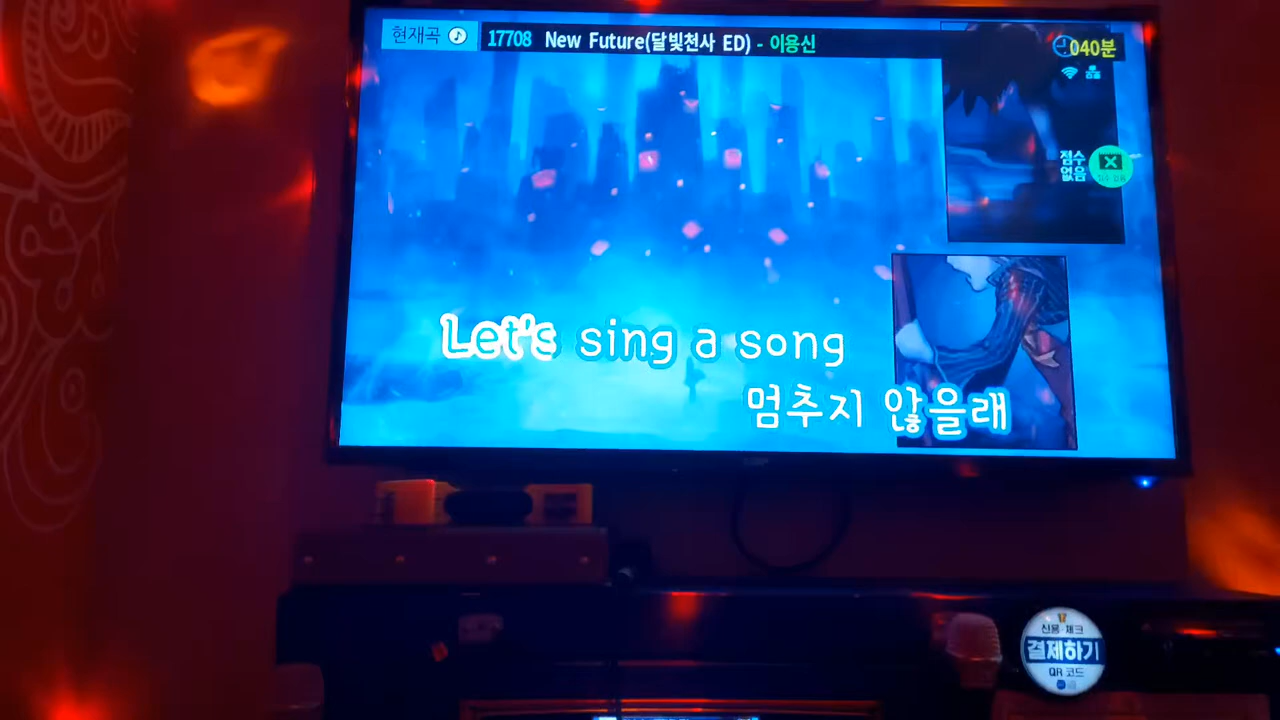 현재곡
17708 New Future(달빛천사 ED) - 이용신
040분
점수
없음
Let's sing a song
멈추지 않을래
신용 체크
결제하기
QR 코드